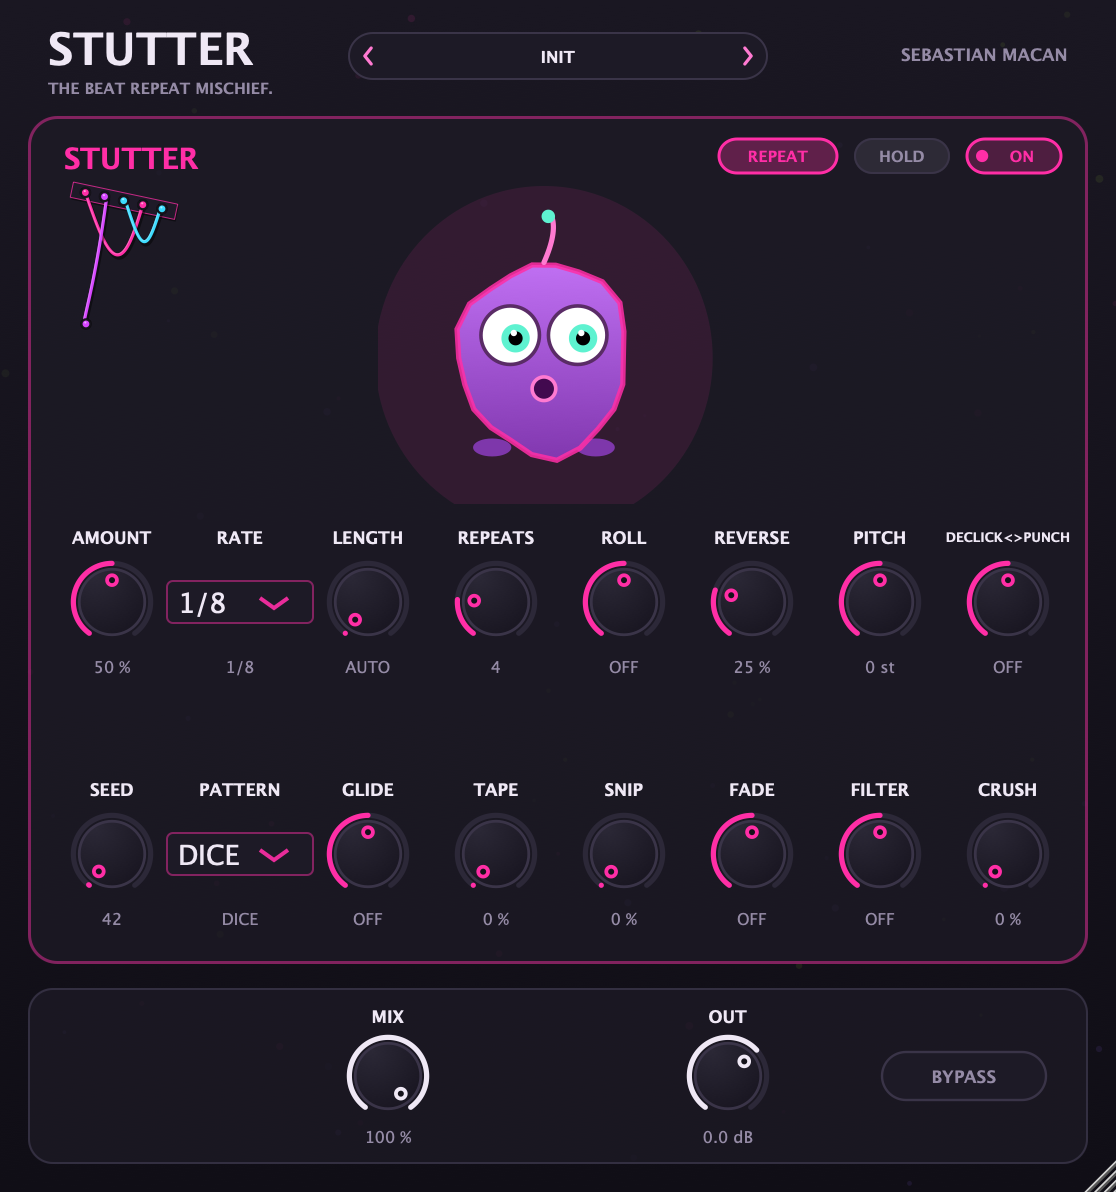 STUTTER
INIT
SEBASTIAN MACAN
THE BEAT REPEAT MISCHIEF.
STUTTER
REPEAT
HOLD
ON
AMOUNT RATE LENGTH REPEATS ROLL REVERSE PITCH DECLICK<>PUNCH
1/8
50 % 1/8 AUTO 4 OFF 25 % 0 st OFF
SEED PATTERN GLIDE TAPE SNIP FADE FILTER CRUSH
DICE
42 DICE OFF 0 % 0 % OFF OFF 0 %
MIX OUT
BYPASS
100 % 0.0 dB